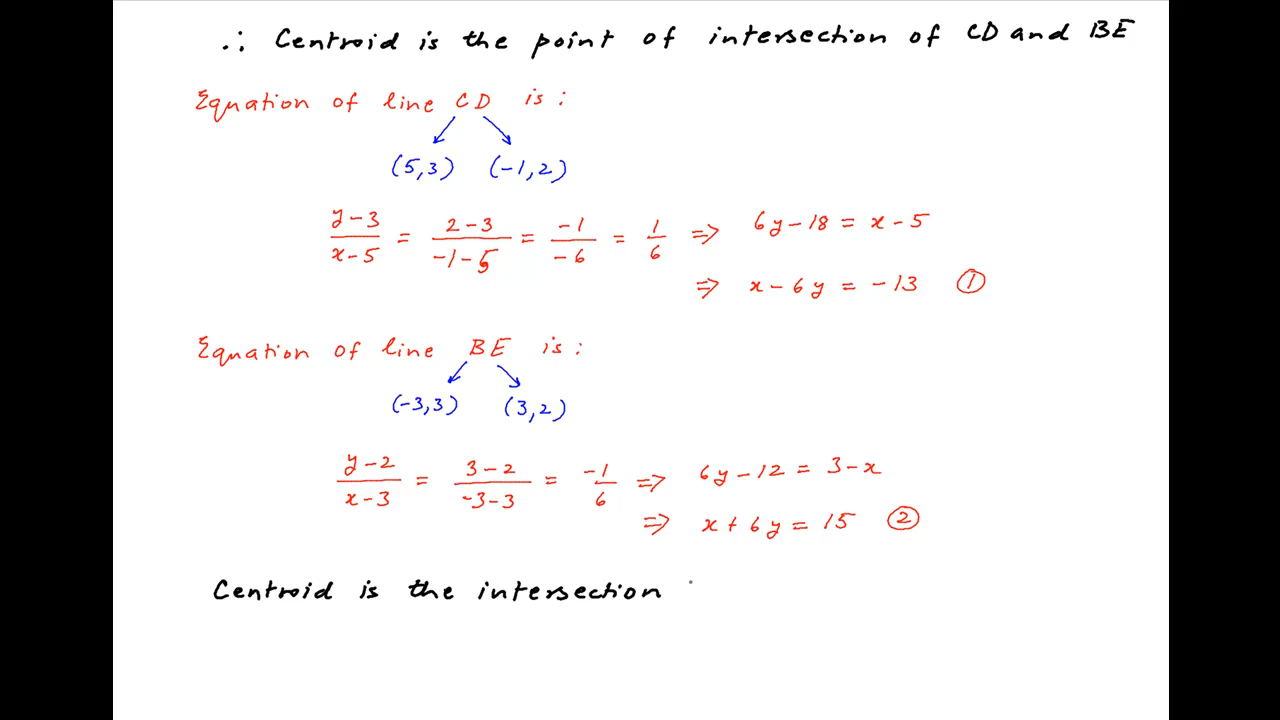 ∴ Centroid is the point of intersection of CD and BE
Equation of line CD is :
(5,3) (-1,2)
y-3/x-5 = 2-3/-1-5 = -1/-6 = 1/6 ⇒ 6y-18 = x-5
⇒ x-6y = -13 ①
Equation of line BE is :
(-3,3) (3,2)
y-2/x-3 = 3-2/-3-3 = -1/6 ⇒ 6y-12 = 3-x
⇒ x+6y = 15 ②
Centroid is the intersection